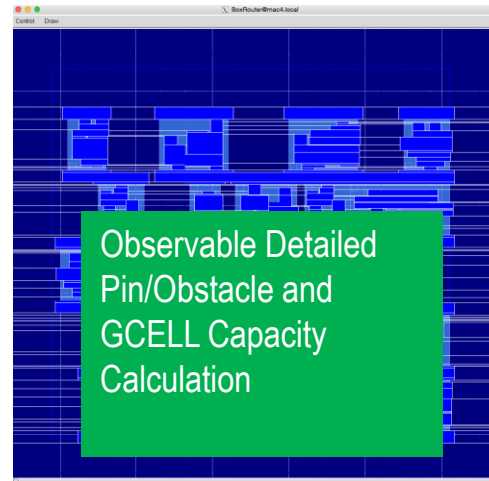 BoxRouter@mac4.local
Control Draw
Observable Detailed
Pin/Obstacle and
GCELL Capacity
Calculation